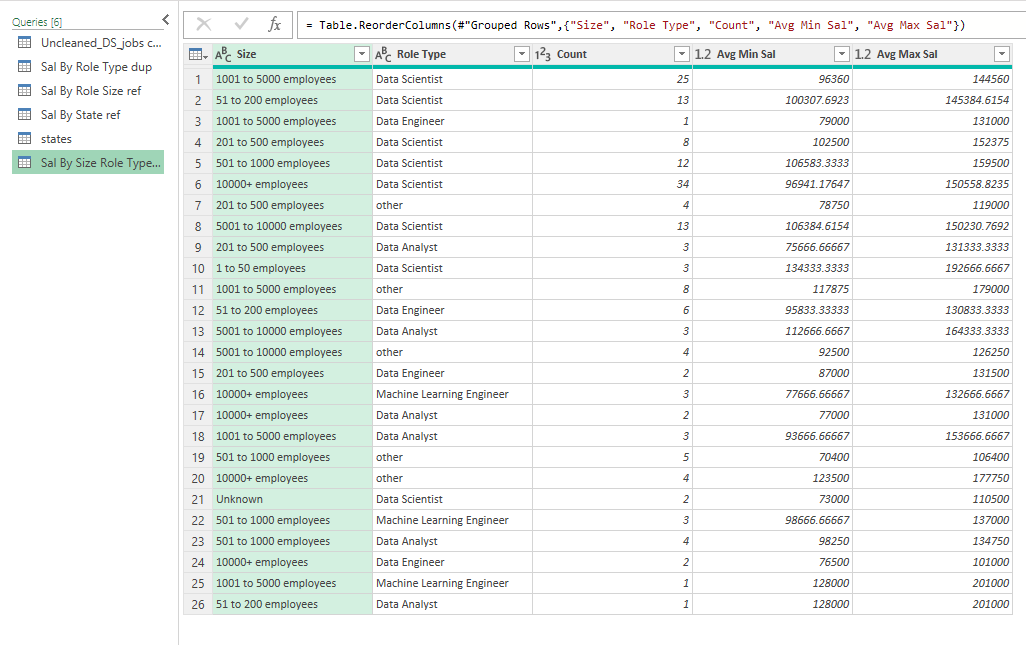 Queries [6]
Uncleaned_DS_jobs c...
Sal By Role Type dup
Sal By Role Size ref
Sal By State ref
states
Sal By Size Role Type...
fx = Table.ReorderColumns(#"Grouped Rows",{"Size", "Role Type", "Count", "Avg Min Sal", "Avg Max Sal"})
ABC Size ABC Role Type 123 Count 1.2 Avg Min Sal 1.2 Avg Max Sal
1 1001 to 5000 employees Data Scientist 25 96360 144560
2 51 to 200 employees Data Scientist 13 100307.6923 145384.6154
3 1001 to 5000 employees Data Engineer 1 79000 131000
4 201 to 500 employees Data Scientist 8 102500 152375
5 501 to 1000 employees Data Scientist 12 106583.3333 159500
6 10000+ employees Data Scientist 34 96941.17647 150558.8235
7 201 to 500 employees other 4 78750 119000
8 5001 to 10000 employees Data Scientist 13 106384.6154 150230.7692
9 201 to 500 employees Data Analyst 3 75666.66667 131333.3333
10 1 to 50 employees Data Scientist 3 134333.3333 192666.6667
11 1001 to 5000 employees other 8 117875 179000
12 51 to 200 employees Data Engineer 6 95833.33333 130833.3333
13 5001 to 10000 employees Data Analyst 3 112666.6667 164333.3333
14 5001 to 10000 employees other 4 92500 126250
15 201 to 500 employees Data Engineer 2 87000 131500
16 10000+ employees Machine Learning Engineer 3 77666.66667 132666.6667
17 10000+ employees Data Analyst 2 77000 131000
18 1001 to 5000 employees Data Analyst 3 93666.66667 153666.6667
19 501 to 1000 employees other 5 70400 106400
20 10000+ employees other 4 123500 177750
21 Unknown Data Scientist 2 73000 110500
22 501 to 1000 employees Machine Learning Engineer 3 98666.66667 137000
23 501 to 1000 employees Data Analyst 4 98250 134750
24 10000+ employees Data Engineer 2 76500 101000
25 1001 to 5000 employees Machine Learning Engineer 1 128000 201000
26 51 to 200 employees Data Analyst 1 128000 201000